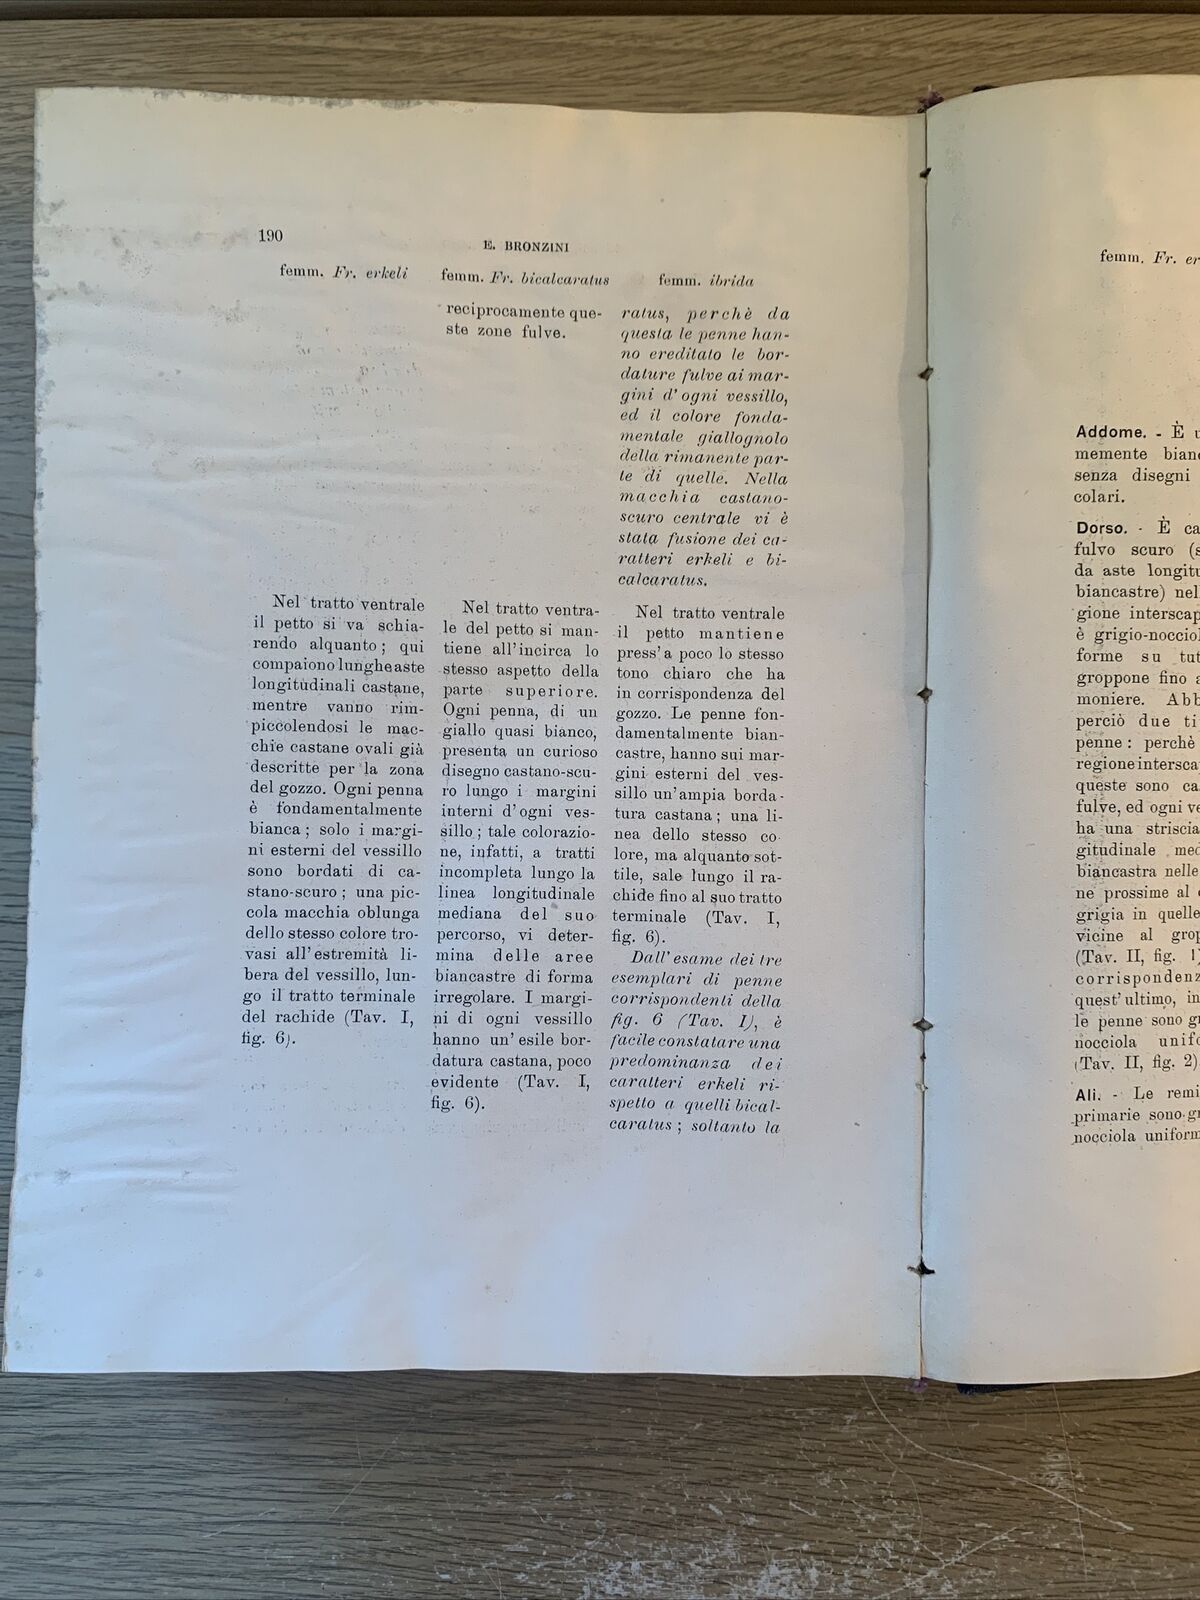 190
E. BRONZINI
femm. Fr. erkeli
femm. Fr. bicalcaratus
reciprocamente que-
ste zone fulve.
femm. ibrida
ratus, perchè da
questa le penne han-
no ereditato le bor-
dature fulve ai mar-
gini d'ogni vessillo,
ed il colore fonda-
mentale giallognolo
della rimanente par-
te di quelle. Nella
macchia castano-
scuro centrale vi è
stata fusione dei ca-
ratteri erkeli e bi-
calcaratus.
Nel tratto ventrale
il petto si va schia-
rendo alquanto; qui
compaiono lunghe aste
longitudinali castane,
mentre vanno rim-
piccolendosi le mac-
chie castane ovali già
descritte per la zona
del gozzo. Ogni penna
è fondamentalmente
bianca; solo i margi-
ni esterni del vessillo
sono bordati di ca-
stano-scuro; una pic-
cola macchia oblunga
dello stesso colore tro-
vasi all'estremità li-
bera del vessillo, lun-
go il tratto terminale
del rachide (Tav. I,
fig. 6).
Nel tratto ventra-
le del petto si man-
tiene all'incirca lo
stesso aspetto della
parte superiore.
Ogni penna, di un
giallo quasi bianco,
presenta un curioso
disegno castano-scu-
ro lungo i margini
interni d'ogni ves-
sillo; tale colorazio-
ne, infatti, a tratti
incompleta lungo la
linea longitudinale
mediana del suo
percorso, vi deter-
mina delle aree
biancastre di forma
irregolare. I margi-
ni di ogni vessillo
hanno un' esile bor-
datura castana, poco
evidente (Tav. I,
fig. 6).
Nel tratto ventrale
il petto mantiene
press'a poco lo stesso
tono chiaro che ha
in corrispondenza del
gozzo. Le penne fon-
damentalmente bian-
castre, hanno sui mar-
gini esterni del ves-
sillo un'ampia borda-
tura castana; una li-
nea dello stesso co-
lore, ma alquanto sot-
tile, sale lungo il ra-
chide fino al suo tratto
terminale (Tav. I,
fig. 6).
Dall'esame dei tre
esemplari di penne
corrispondenti della
fig. 6 (Tav. I), è
facile constatare una
predominanza dei
caratteri erkeli ri-
spetto a quelli bical-
caratus; soltanto la
femm. Fr. er
Addome. - È
memente bianc
senza disegni
colari.
Dorso. - È ca
fulvo scuro (s
da aste longitu
biancastre) nel
gione interscap
è grigio-nocciol
forme su tut
groppone fino a
moniere. Abb
perciò due ti
penne: perchè
regione intersca
queste sono ca
fulve, ed ogni ve
ha una striscia
gitudinale med
biancastra nelle
ne prossime al
grigia in quelle
vicine al grop
(Tav. II, fig. 1)
corrispondenz
quest' ultimo, in
le penne sono gr
nocciola unifo
(Tav. II, fig. 2)
Ali. - Le remi
primarie sono gr
nocciola uniform